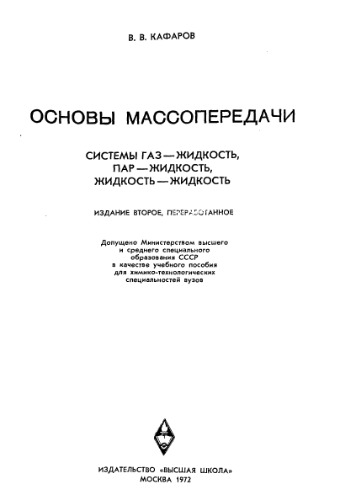 В. В. КАФАРОВ
ОСНОВЫ МАССОПЕРЕДАЧИ
СИСТЕМЫ ГАЗ—ЖИДКОСТЬ,
ПАР—ЖИДКОСТЬ,
ЖИДКОСТЬ—ЖИДКОСТЬ
ИЗДАНИЕ ВТОРОЕ, ПЕРЕРАБОТАННОЕ
Допущено Министерством высшего
и среднего специального
образования СССР
в качестве учебного пособия
для химико-технологических
специальностей вузов
ИЗДАТЕЛЬСТВО «ВЫСШАЯ ШКОЛА»
МОСКВА 1972